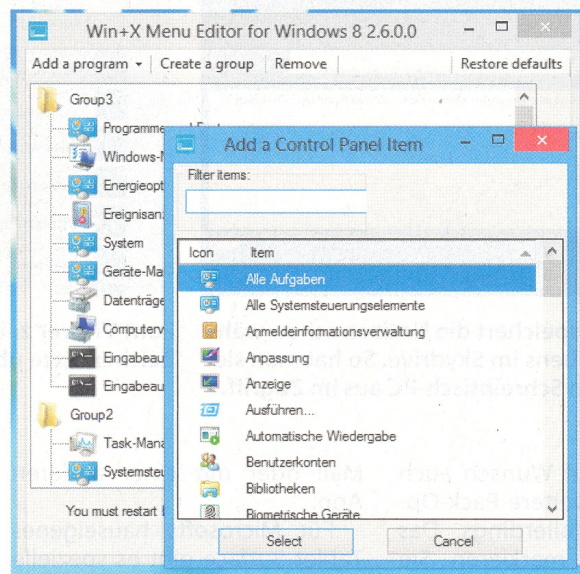 Win+X Menu Editor for Windows 8 2.6.0.0
Add a program Create a group Remove Restore defaults
Group3
Programme
Windows-
Energieopt
Ereignisan
System
Geräte-Ma
Datenträge
Computerv
Eingabeau
Eingabeau
Group2
Task-Mana
Systemsteu
You must restart
Add a Control Panel Item
Filter items:
Icon Item
Alle Aufgaben
Alle Systemsteuerungselemente
Anmeldeinformationsverwaltung
Anpassung
Anzeige
Ausführen...
Automatische Wiedergabe
Benutzerkonten
Bibliotheken
Biometrische Geräte
Select Cancel